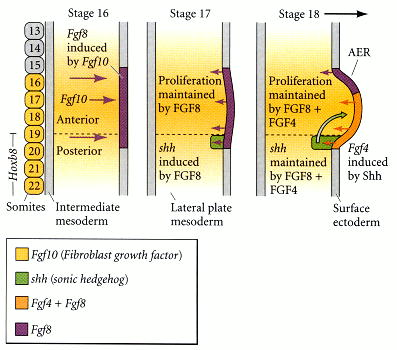 Stage 16
Stage 17
Stage 18
13
14
15
16
17
18
19
20
21
22
Hoxb8
Somites
Fgf8
induced
by Fgf10
Fgf10
Anterior
Posterior
Intermediate
mesoderm
Proliferation
maintained
by FGF8
shh
induced
by FGF8
Lateral plate
mesoderm
Proliferation
maintained
by FGF8 +
FGF4
shh
maintained
by FGF8 +
FGF4
AER
Fgf4
induced
by Shh
Surface
ectoderm
Fgf10 (Fibroblast growth factor)
shh (sonic hedgehog)
Fgf4 + Fgf8
Fgf8